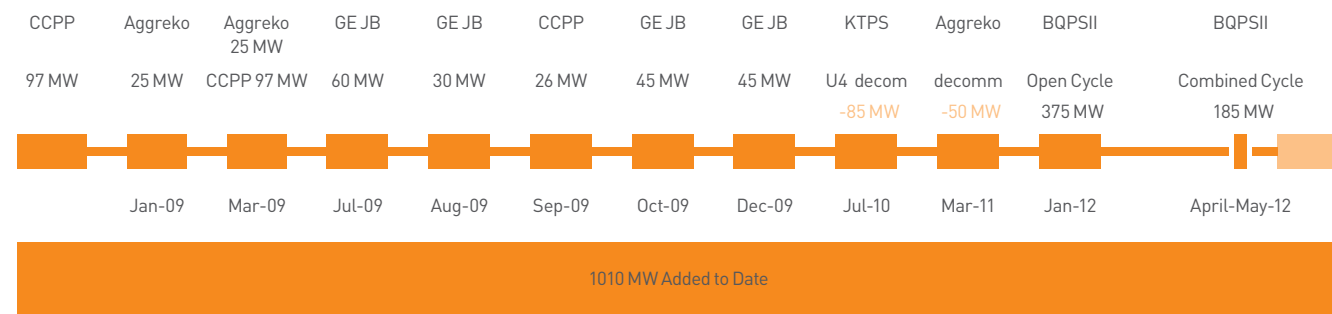 CCPP Aggreko Aggreko GE JB GE JB CCPP GE JB GE JB KTPS Aggreko BQPSII BQPSII
25 MW
97 MW 25 MW CCPP 97 MW 60 MW 30 MW 26 MW 45 MW 45 MW U4 decom decomm Open Cycle Combined Cycle
-85 MW -50 MW 375 MW 185 MW
Jan-09 Mar-09 Jul-09 Aug-09 Sep-09 Oct-09 Dec-09 Jul-10 Mar-11 Jan-12 April-May-12
1010 MW Added to Date